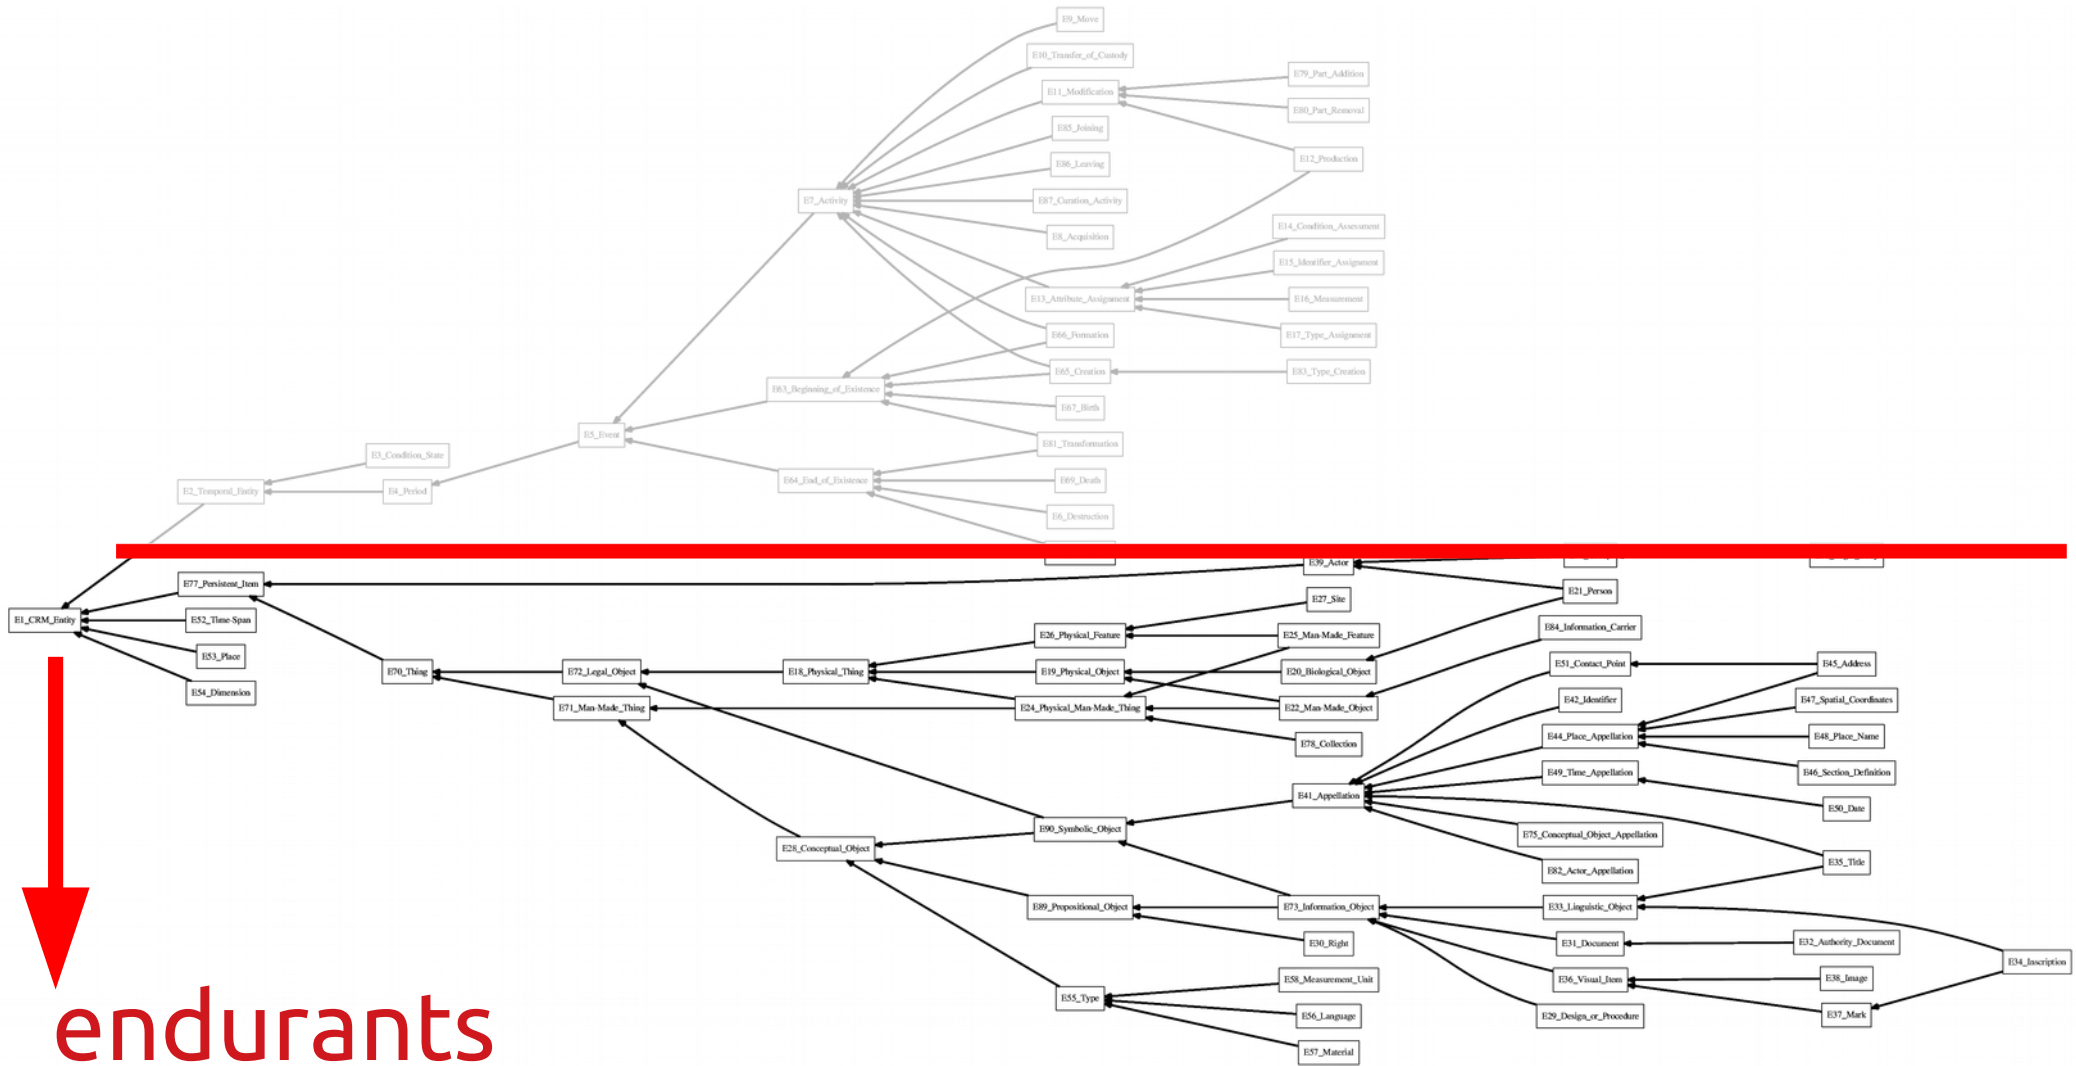 E9_Move
E10_Transfer_of_Custody
E79_Part_Addition
E11_Modification
E80_Part_Removal
E85_Joining
E12_Production
E86_Leaving
E7_Activity
E87_Curation_Activity
E14_Condition_Assessment
E8_Acquisition
E15_Identifier_Assignment
E13_Attribute_Assignment
E16_Measurement
E66_Formation
E17_Type_Assignment
E65_Creation
E83_Type_Creation
E63_Beginning_of_Existence
E67_Birth
E5_Event
E81_Transformation
E3_Condition_State
E64_End_of_Existence
E69_Death
E2_Temporal_Entity
E4_Period
E6_Destruction
E39_Actor
E77_Persistent_Item
E21_Person
E27_Site
E1_CRM_Entity
E52_Time-Span
E84_Information_Carrier
E26_Physical_Feature
E25_Man-Made_Feature
E53_Place
E51_Contact_Point
E45_Address
E70_Thing
E72_Legal_Object
E18_Physical_Thing
E19_Physical_Object
E20_Biological_Object
E54_Dimension
E42_Identifier
E47_Spatial_Coordinates
E71_Man-Made_Thing
E24_Physical_Man-Made_Thing
E22_Man-Made_Object
E44_Place_Appellation
E48_Place_Name
E78_Collection
E49_Time_Appellation
E46_Section_Definition
E41_Appellation
E50_Date
E90_Symbolic_Object
E75_Conceptual_Object_Appellation
E28_Conceptual_Object
E35_Title
E82_Actor_Appellation
E89_Propositional_Object
E73_Information_Object
E33_Linguistic_Object
E30_Right
E31_Document
E32_Authority_Document
E34_Inscription
E58_Measurement_Unit
E36_Visual_Item
E38_Image
E55_Type
E56_Language
E29_Design_or_Procedure
E37_Mark
endurants
E57_Material